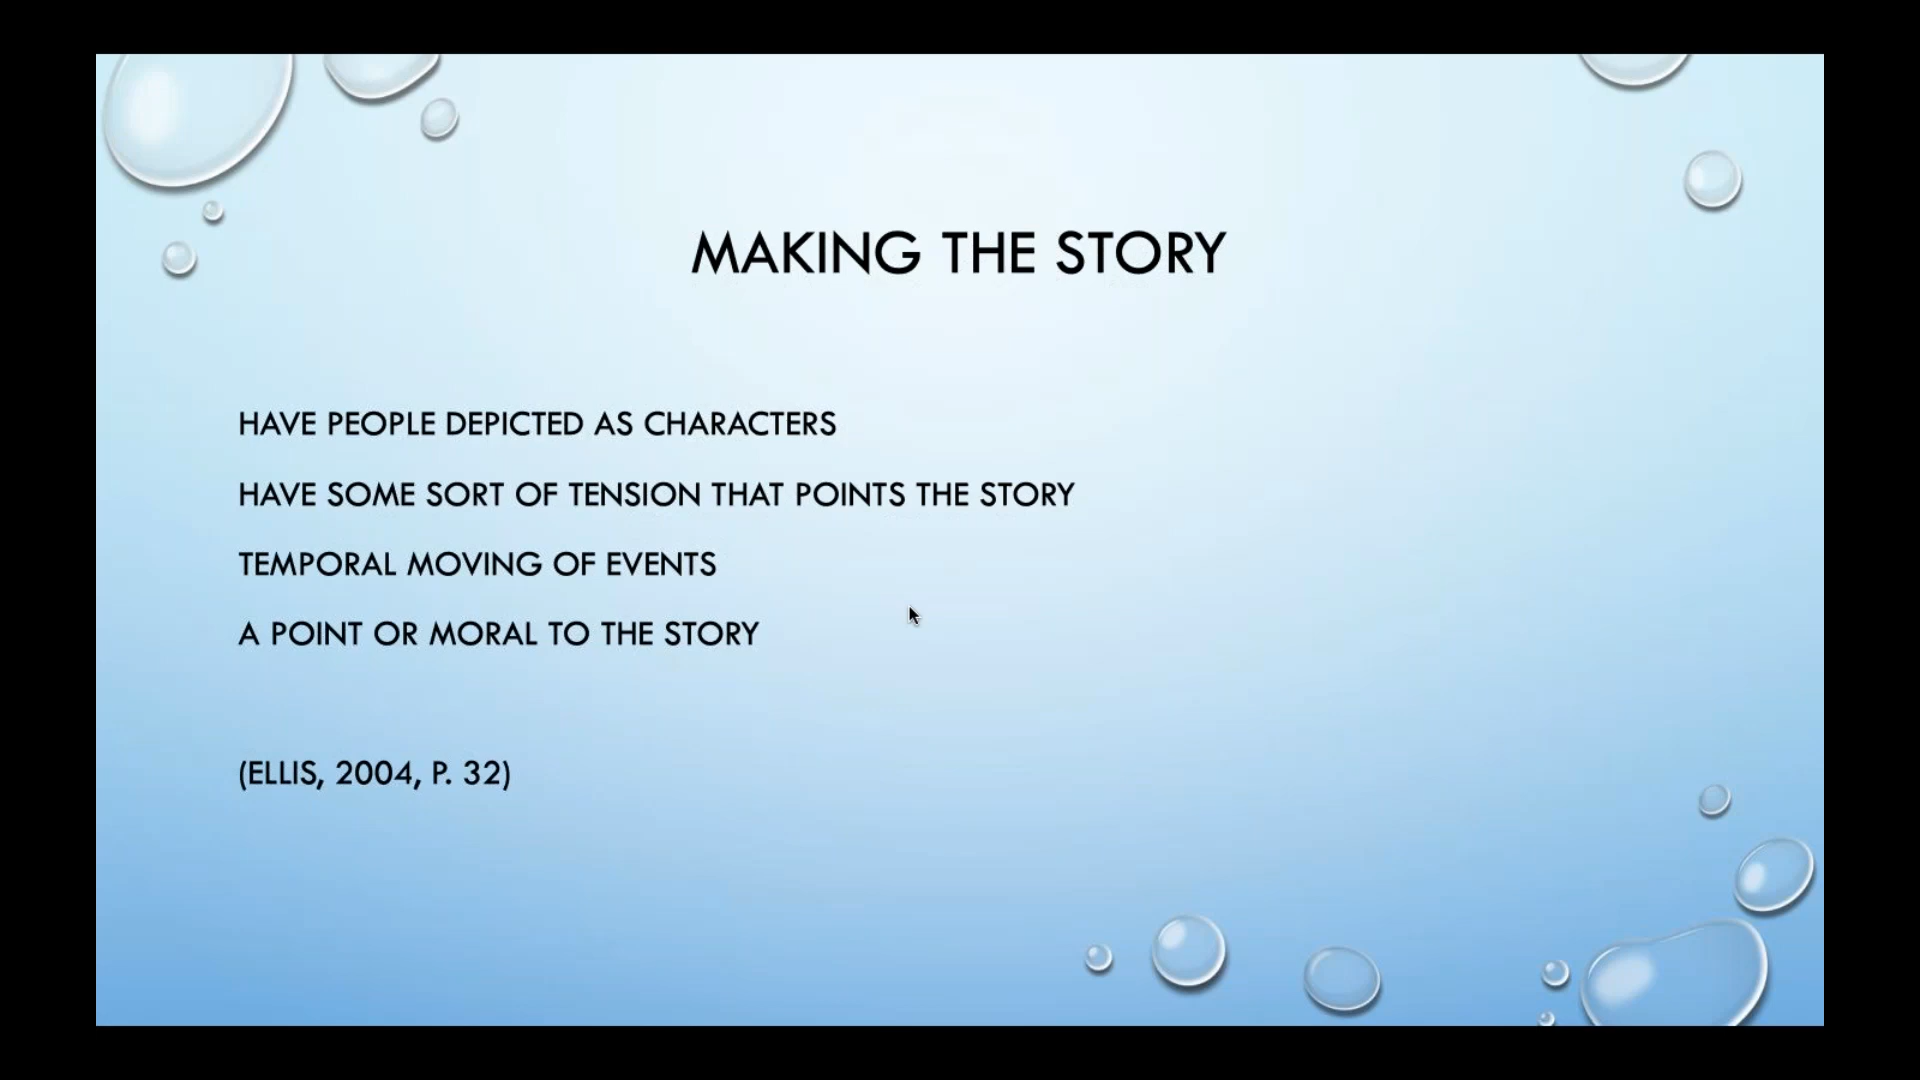 MAKING THE STORY
HAVE PEOPLE DEPICTED AS CHARACTERS
HAVE SOME SORT OF TENSION THAT POINTS THE STORY
TEMPORAL MOVING OF EVENTS
A POINT OR MORAL TO THE STORY
(ELLIS, 2004, P. 32)